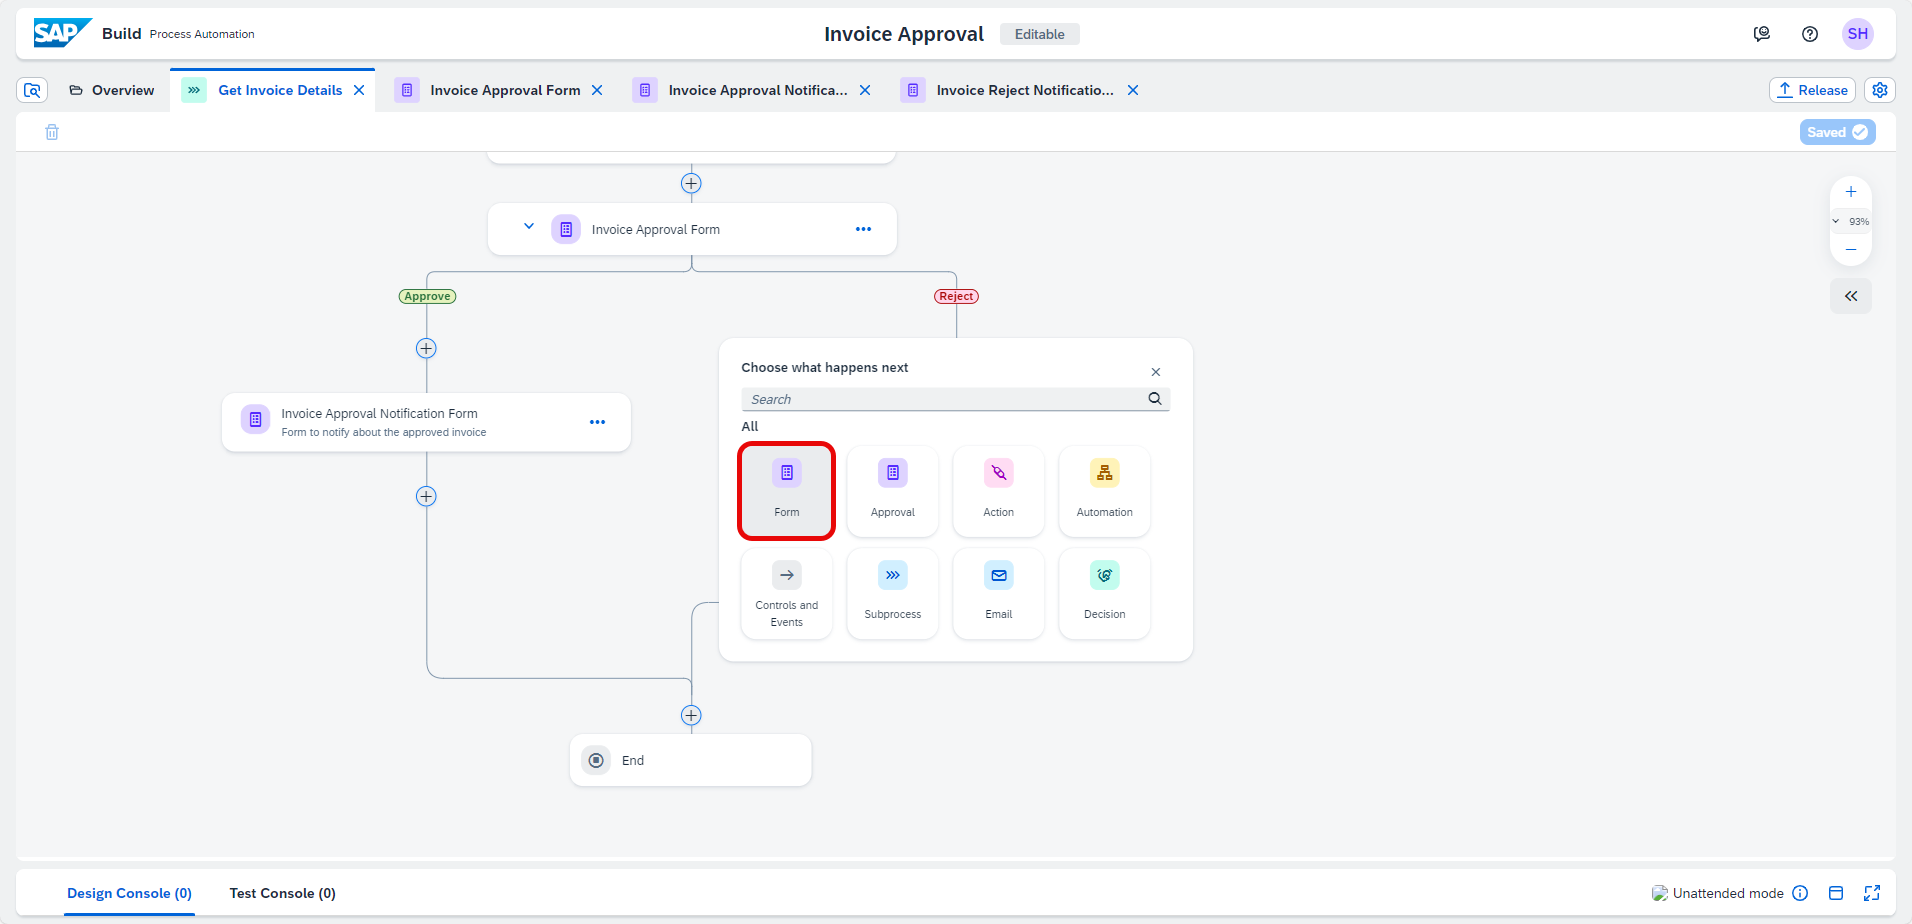 SAP Build Process Automation
Invoice Approval Editable
SH
Overview
Get Invoice Details
Invoice Approval Form
Invoice Approval Notifica...
Invoice Reject Notificatio...
Release
Saved
93%
Invoice Approval Form
Approve
Reject
Choose what happens next
Search
All
Form
Approval
Action
Automation
Controls and
Events
Subprocess
Email
Decision
Invoice Approval Notification Form
Form to notify about the approved invoice
End
Design Console (0)
Test Console (0)
Unattended mode